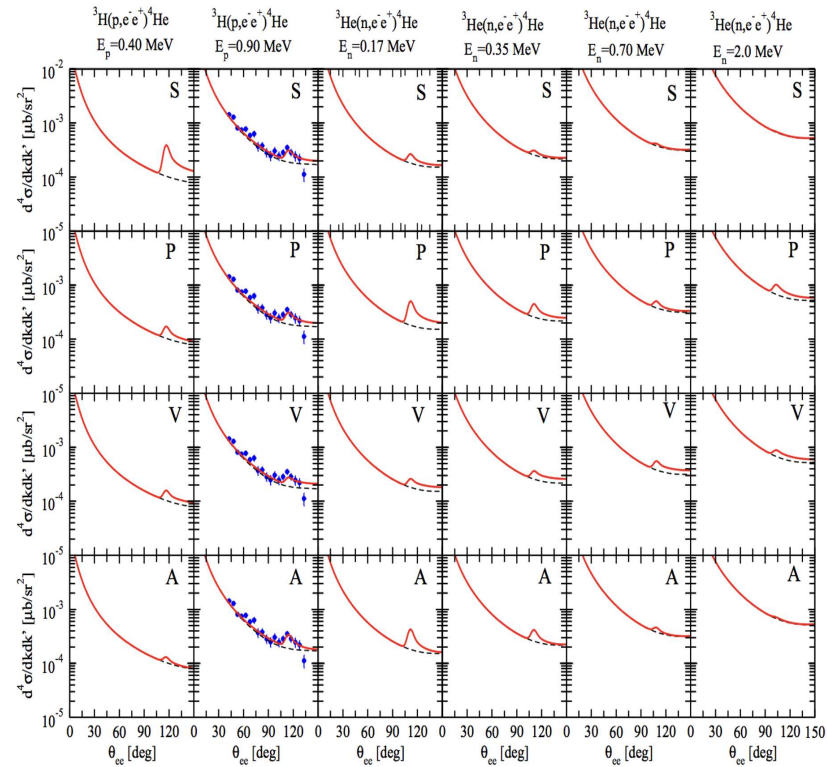 ³H(p,e⁻e⁺)⁴He ³H(p,e⁻e⁺)⁴He ³He(n,e⁻e⁺)⁴He ³He(n,e⁻e⁺)⁴He ³He(n,e⁻e⁺)⁴He ³He(n,e⁻e⁺)⁴He
Eₚ=0.40 MeV Eₚ=0.90 MeV Eₙ=0.17 MeV Eₙ=0.35 MeV Eₙ=0.70 MeV Eₙ=2.0 MeV
10⁻²
S S S S S S
10⁻³
d⁴σ/dkdk’ [μb/sr²]
10⁻⁴
10⁻⁵
P P P P P P
10⁻³
d⁴σ/dkdk’ [μb/sr²]
10⁻⁴
10⁻⁵
V V V V V V
10⁻³
d⁴σ/dkdk’ [μb/sr²]
10⁻⁴
10⁻⁵
A A A A A A
10⁻³
d⁴σ/dkdk’ [μb/sr²]
10⁻⁴
10⁻⁵
0 30 60 90 120 0 30 60 90 120 0 30 60 90 120 0 30 60 90 120 0 30 60 90 120 0 30 60 90 120 150
θₑₑ [deg] θₑₑ [deg] θₑₑ [deg] θₑₑ [deg] θₑₑ [deg] θₑₑ [deg]